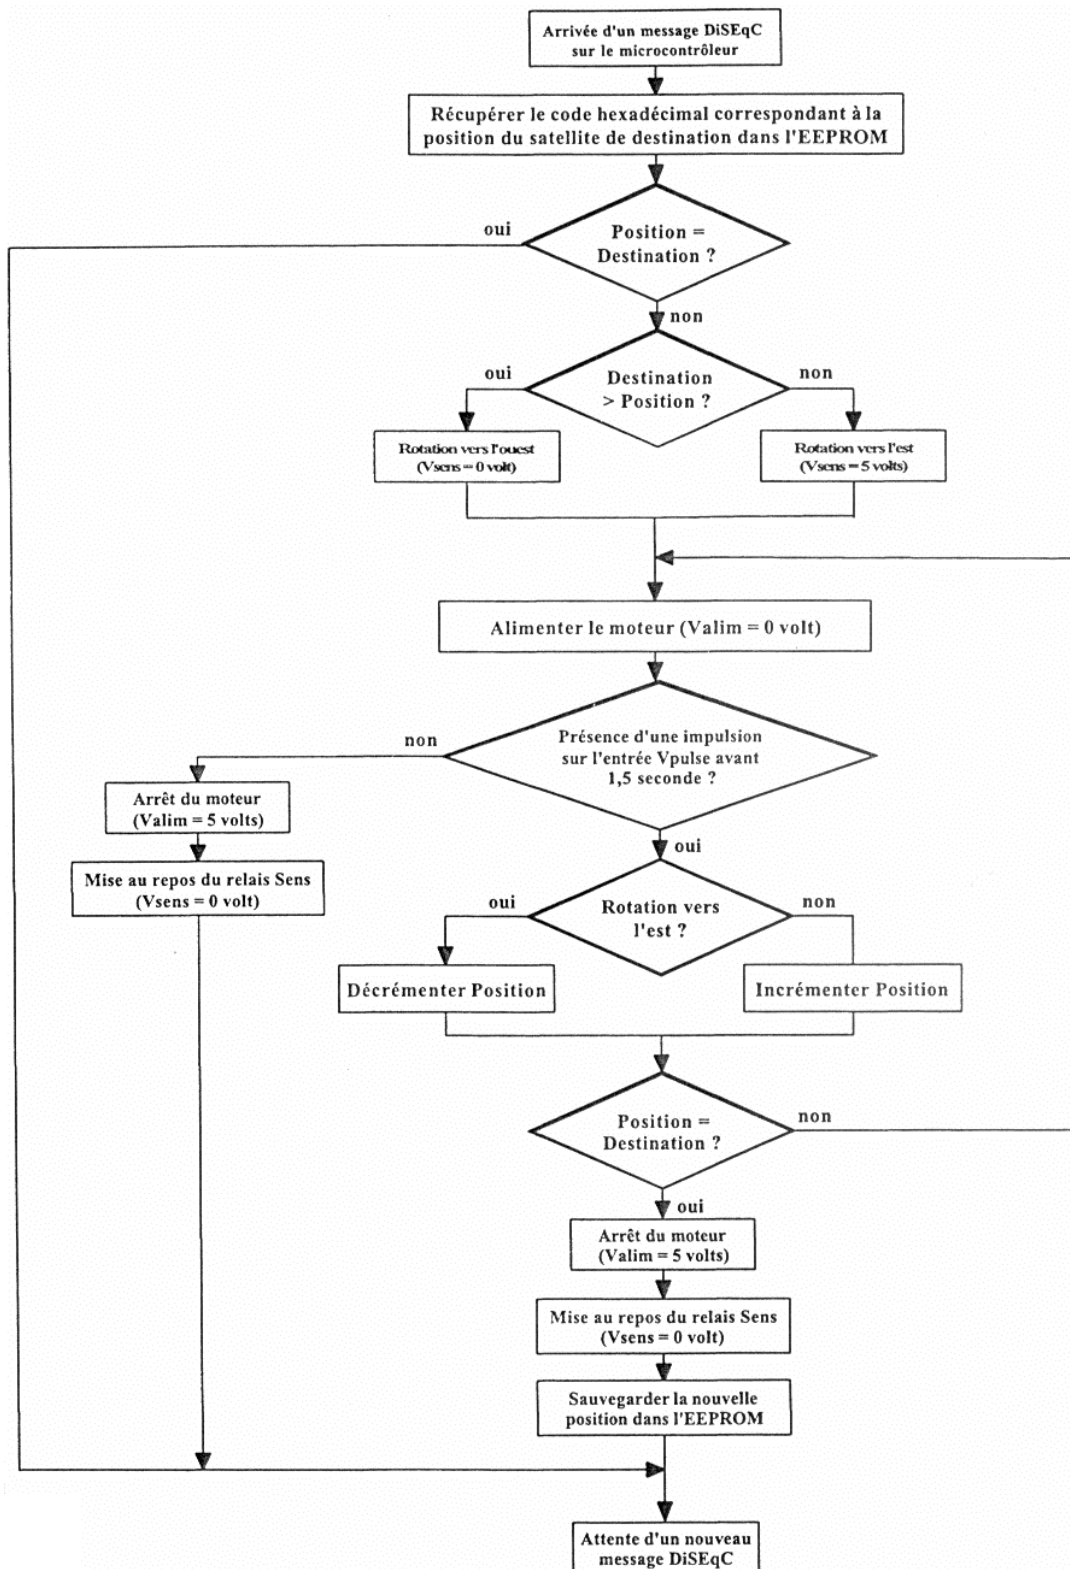 Arrivée d'un message DiSEqC
sur le microcontrôleur
Récupérer le code hexadécimal correspondant à la
position du satellite de destination dans l'EEPROM
oui
Position =
Destination ?
non
oui
Destination
> Position ?
non
Rotation vers l'ouest
(Vsens = 0 volt)
Rotation vers l'est
(Vsens = 5 volts)
Alimenter le moteur (Valim = 0 volt)
non
Présence d'une impulsion
sur l'entrée Vpulse avant
1,5 seconde ?
Arrêt du moteur
(Valim = 5 volts)
oui
Mise au repos du relais Sens
(Vsens = 0 volt)
oui
Rotation vers
l'est ?
non
Décrémenter Position
Incrémenter Position
Position =
Destination ?
non
oui
Arrêt du moteur
(Valim = 5 volts)
Mise au repos du relais Sens
(Vsens = 0 volt)
Sauvegarder la nouvelle
position dans l'EEPROM
Attente d'un nouveau
message DiSEqC